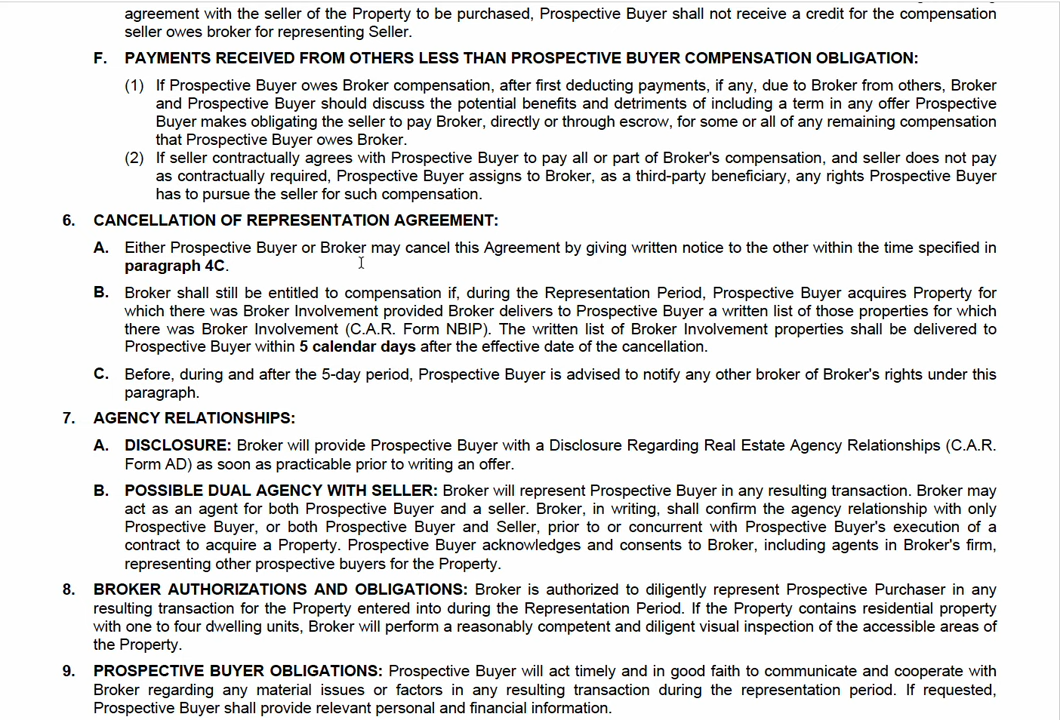 agreement with the seller of the Property to be purchased, Prospective Buyer shall not receive a credit for the compensation
seller owes broker for representing Seller.
F. PAYMENTS RECEIVED FROM OTHERS LESS THAN PROSPECTIVE BUYER COMPENSATION OBLIGATION:
(1) If Prospective Buyer owes Broker compensation, after first deducting payments, if any, due to Broker from others, Broker
and Prospective Buyer should discuss the potential benefits and detriments of including a term in any offer Prospective
Buyer makes obligating the seller to pay Broker, directly or through escrow, for some or all of any remaining compensation
that Prospective Buyer owes Broker.
(2) If seller contractually agrees with Prospective Buyer to pay all or part of Broker's compensation, and seller does not pay
as contractually required, Prospective Buyer assigns to Broker, as a third-party beneficiary, any rights Prospective Buyer
has to pursue the seller for such compensation.
6. CANCELLATION OF REPRESENTATION AGREEMENT:
A. Either Prospective Buyer or Broker may cancel this Agreement by giving written notice to the other within the time specified in
paragraph 4C.
B. Broker shall still be entitled to compensation if, during the Representation Period, Prospective Buyer acquires Property for
which there was Broker Involvement provided Broker delivers to Prospective Buyer a written list of those properties for which
there was Broker Involvement (C.A.R. Form NBIP). The written list of Broker Involvement properties shall be delivered to
Prospective Buyer within 5 calendar days after the effective date of the cancellation.
C. Before, during and after the 5-day period, Prospective Buyer is advised to notify any other broker of Broker's rights under this
paragraph.
7. AGENCY RELATIONSHIPS:
A. DISCLOSURE: Broker will provide Prospective Buyer with a Disclosure Regarding Real Estate Agency Relationships (C.A.R.
Form AD) as soon as practicable prior to writing an offer.
B. POSSIBLE DUAL AGENCY WITH SELLER: Broker will represent Prospective Buyer in any resulting transaction. Broker may
act as an agent for both Prospective Buyer and a seller. Broker, in writing, shall confirm the agency relationship with only
Prospective Buyer, or both Prospective Buyer and Seller, prior to or concurrent with Prospective Buyer's execution of a
contract to acquire a Property. Prospective Buyer acknowledges and consents to Broker, including agents in Broker's firm,
representing other prospective buyers for the Property.
8. BROKER AUTHORIZATIONS AND OBLIGATIONS: Broker is authorized to diligently represent Prospective Purchaser in any
resulting transaction for the Property entered into during the Representation Period. If the Property contains residential property
with one to four dwelling units, Broker will perform a reasonably competent and diligent visual inspection of the accessible areas of
the Property.
9. PROSPECTIVE BUYER OBLIGATIONS: Prospective Buyer will act timely and in good faith to communicate and cooperate with
Broker regarding any material issues or factors in any resulting transaction during the representation period. If requested,
Prospective Buyer shall provide relevant personal and financial information.